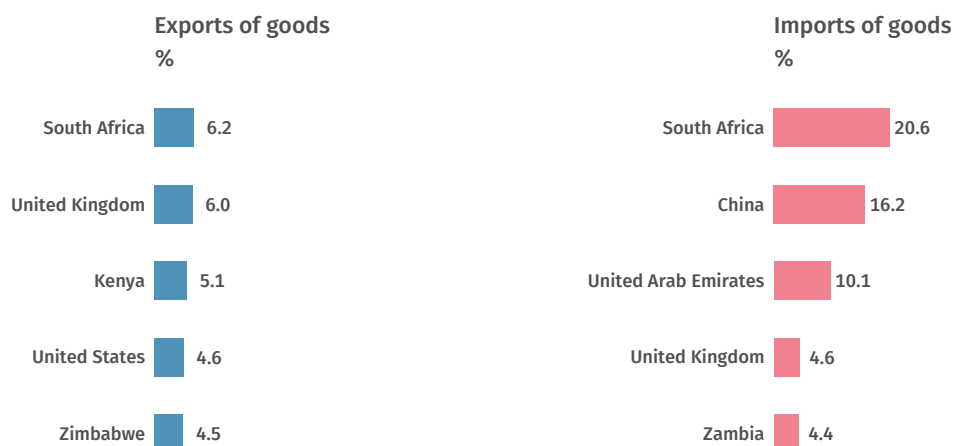 Exports of goods
%
South Africa 6.2
United Kingdom 6.0
Kenya 5.1
United States 4.6
Zimbabwe 4.5
Imports of goods
%
South Africa 20.6
China 16.2
United Arab Emirates 10.1
United Kingdom 4.6
Zambia 4.4